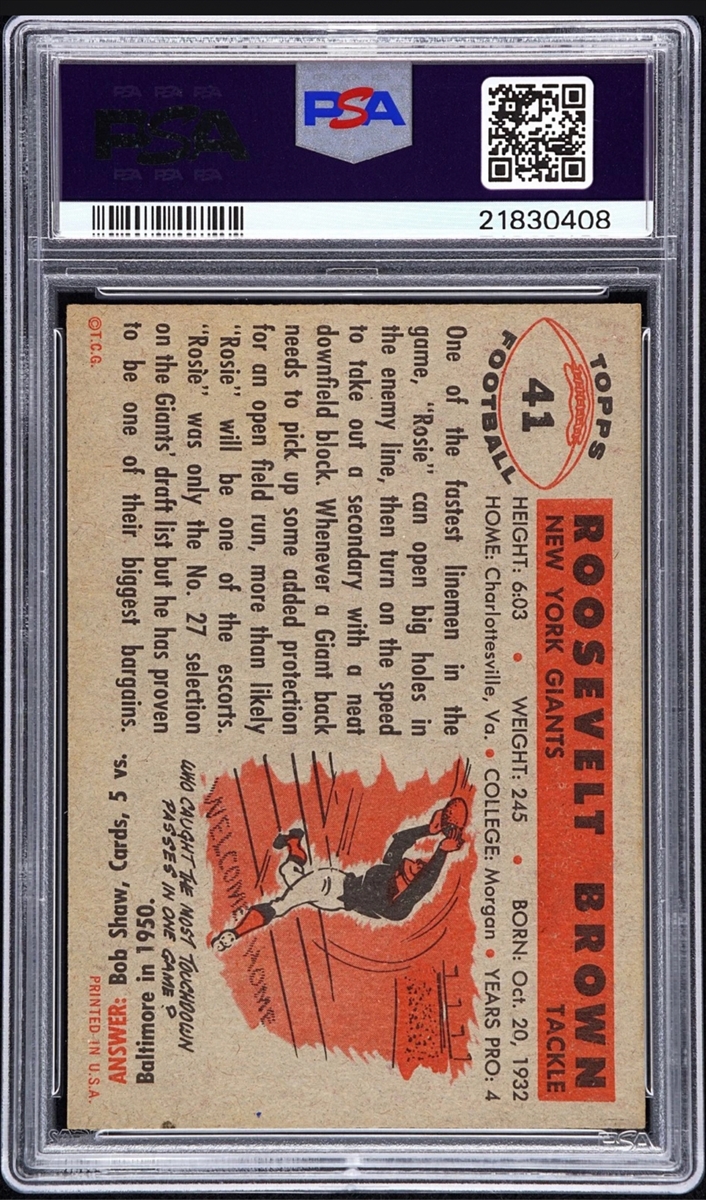 PSA
PSA
21830408
TOPPS
41
FOOTBALL
ROOSEVELT BROWN
NEW YORK GIANTS TACKLE
HEIGHT: 6:03 • WEIGHT: 245 • BORN: Oct. 20, 1932
HOME: Charlottesville, Va. • COLLEGE: Morgan • YEARS PRO: 4
One of the fastest linemen in the
game, "Rosie" can open big holes in
the enemy line, then turn on the speed
to take out a secondary with a neat
downfield block. Whenever a Giant back
needs to pick up some added protection
for an open field run, more than likely
"Rosie" will be one of the escorts.
"Rosie" was only the No. 27 selection
on the Giants' draft list but he has proven
to be one of their biggest bargains.
©T.C.G.
WELCOME
WHO CAUGHT THE MOST TOUCHDOWN
PASSES IN ONE GAME?
ANSWER: Bob Shaw, Cards, 5 vs.
Baltimore in 1950.
PRINTED IN U.S.A.
PSA